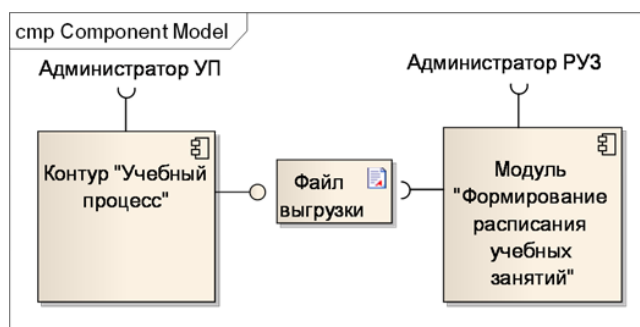 cmp Component Model
Администратор УП
Администратор РУЗ
Контур "Учебный
процесс"
Файл
выгрузки
Модуль
"Формирование
расписания
учебных
занятий"